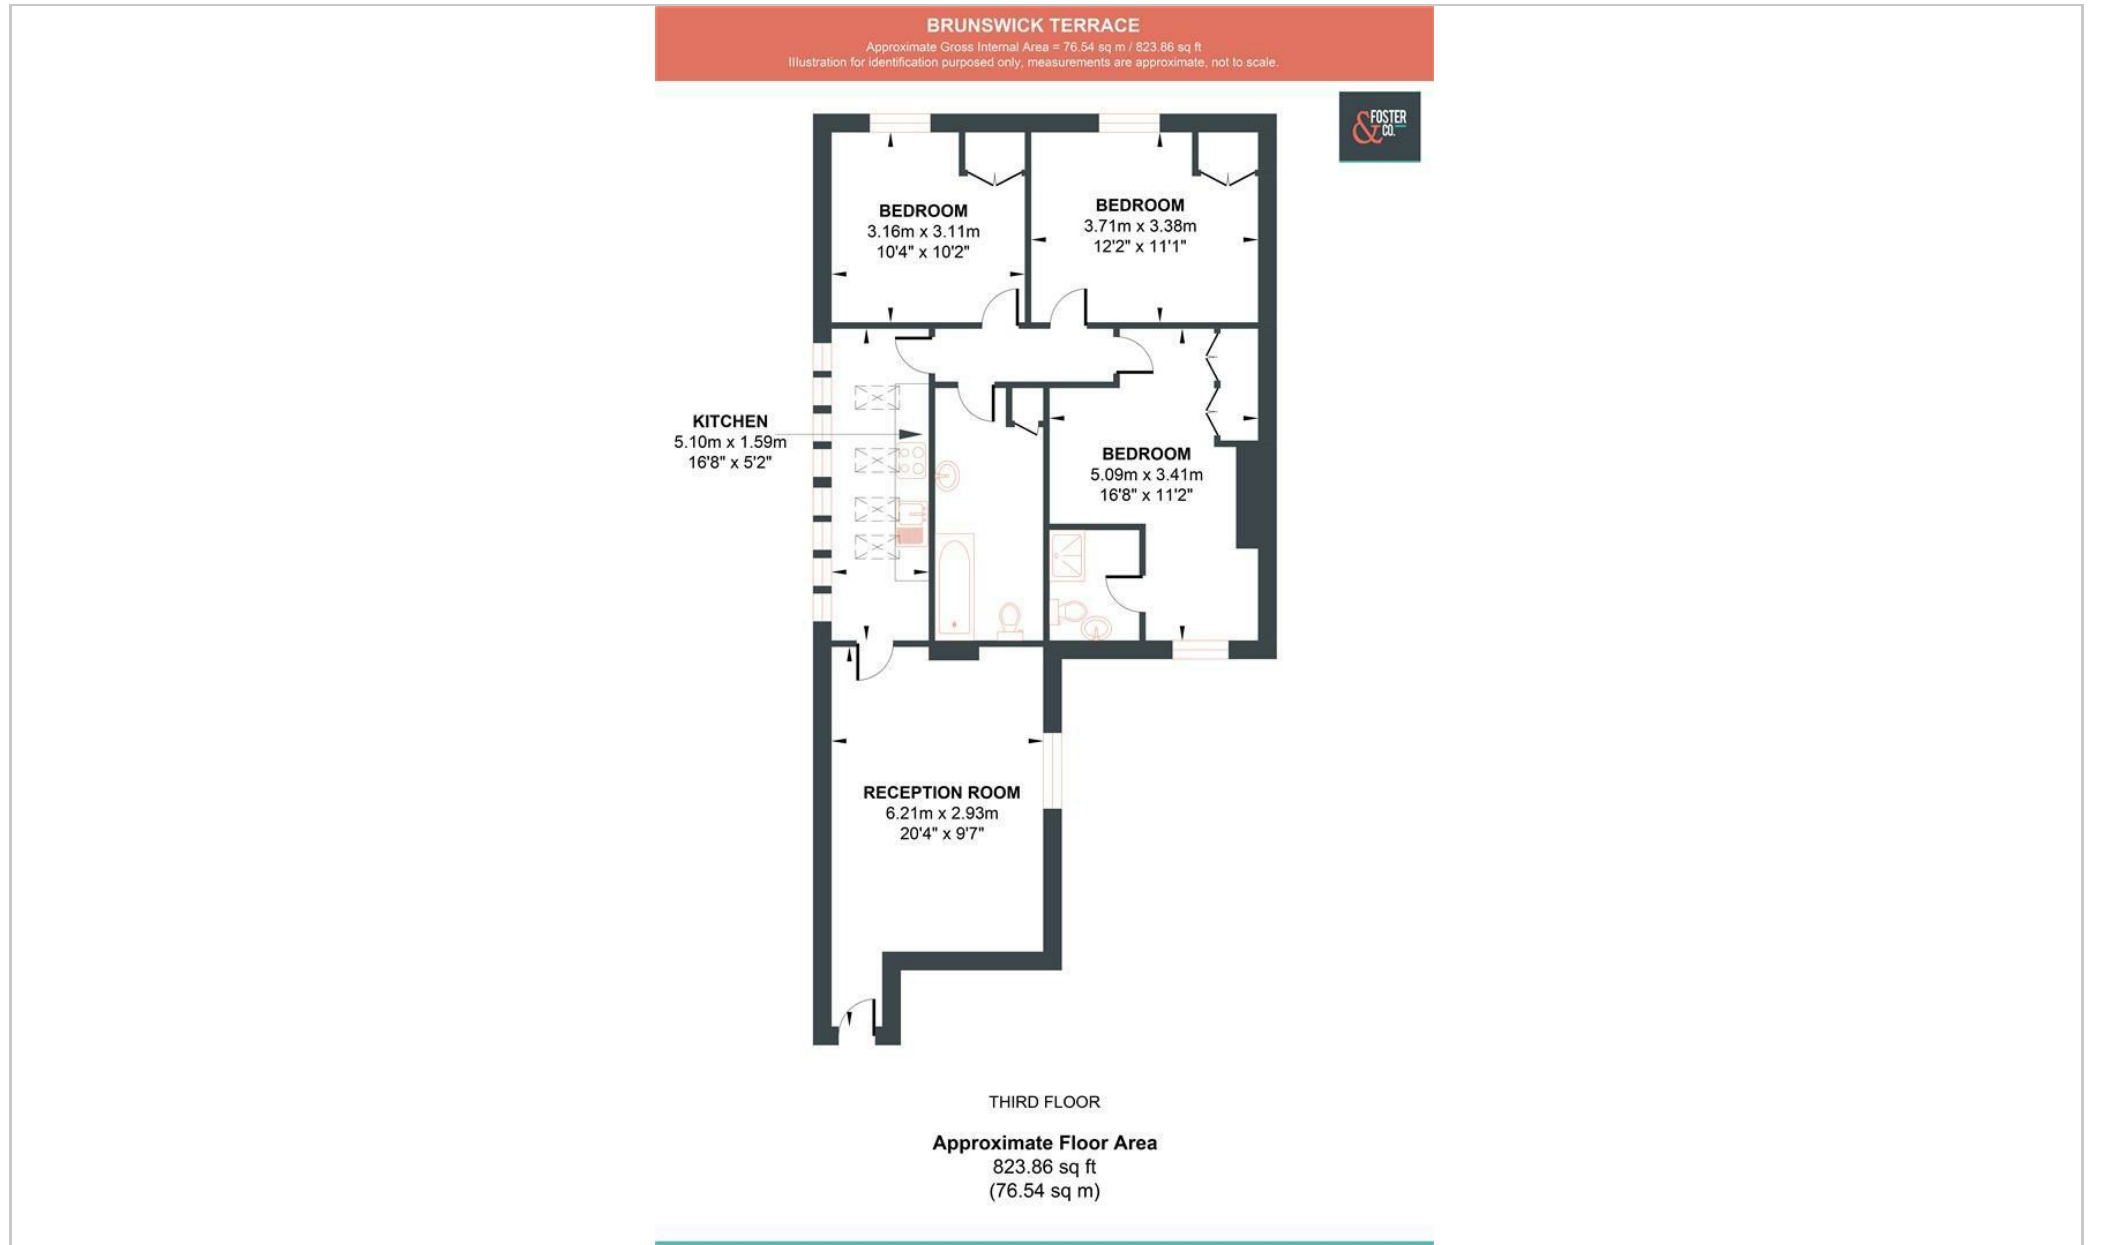 BRUNSWICK TERRACE
Approximate Gross Internal Area = 76.54 sq m / 823.86 sq ft
Illustration for identification purposed only, measurements are approximate, not to scale.
& FOSTER
CO.
BEDROOM
3.16m x 3.11m
10'4" x 10'2"
BEDROOM
3.71m x 3.38m
12'2" x 11'1"
KITCHEN
5.10m x 1.59m
16'8" x 5'2"
BEDROOM
5.09m x 3.41m
16'8" x 11'2"
RECEPTION ROOM
6.21m x 2.93m
20'4" x 9'7"
THIRD FLOOR
Approximate Floor Area
823.86 sq ft
(76.54 sq m)